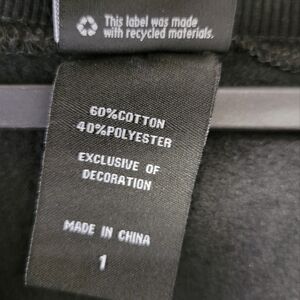 This label was made
with recycled materials.
60%COTTON
40%POLYESTER
EXCLUSIVE OF
DECORATION
MADE IN CHINA
1